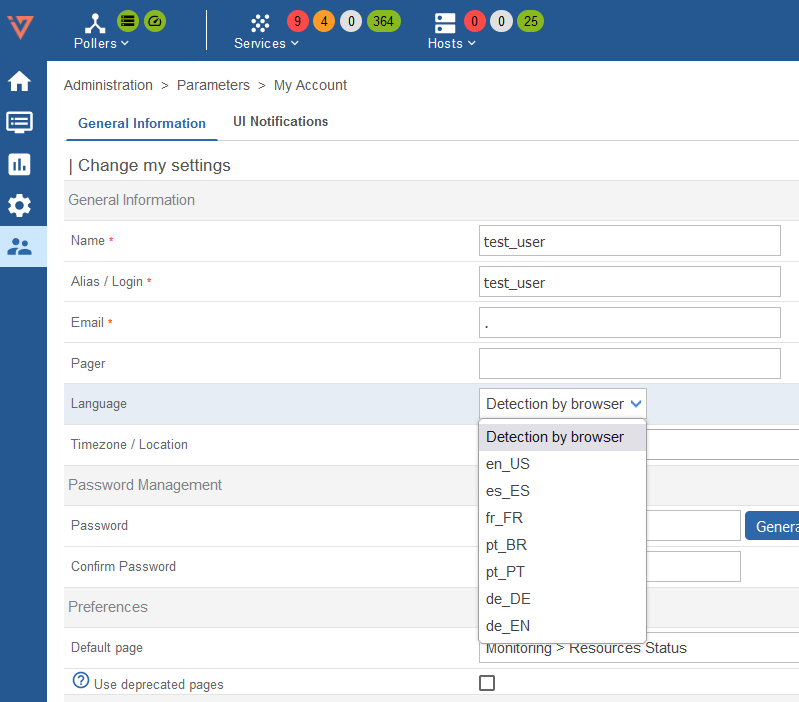 Pollers
9 4 0 364
Services
0 0 25
Hosts
Administration > Parameters > My Account
General Information
UI Notifications
| Change my settings
General Information
Name *
test_user
Alias / Login *
test_user
Email *
.
Pager
Language
Detection by browser
Detection by browser
en_US
es_ES
fr_FR
pt_BR
pt_PT
de_DE
de_EN
Timezone / Location
Password Management
Password
Genera
Confirm Password
Preferences
Default page
Monitoring > Resources Status
? Use deprecated pages